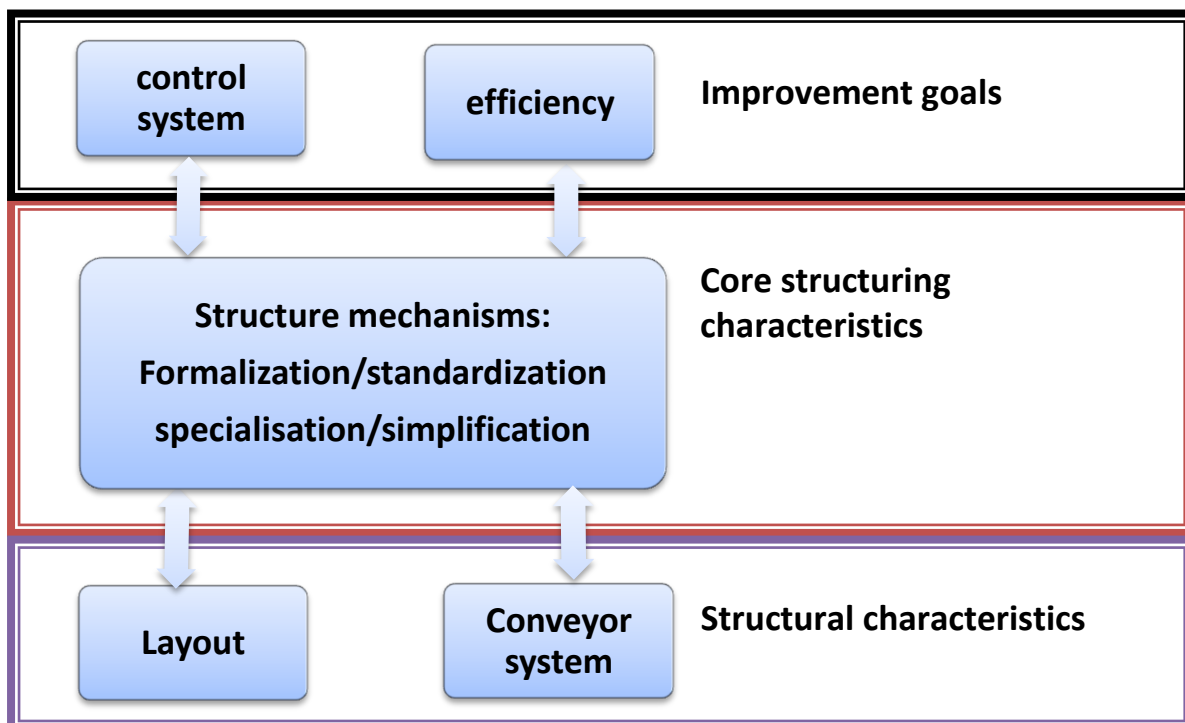 control
system
efficiency
Improvement goals
Structure mechanisms:
Formalization/standardization
specialisation/simplification
Core structuring
characteristics
Layout
Conveyor
system
Structural characteristics